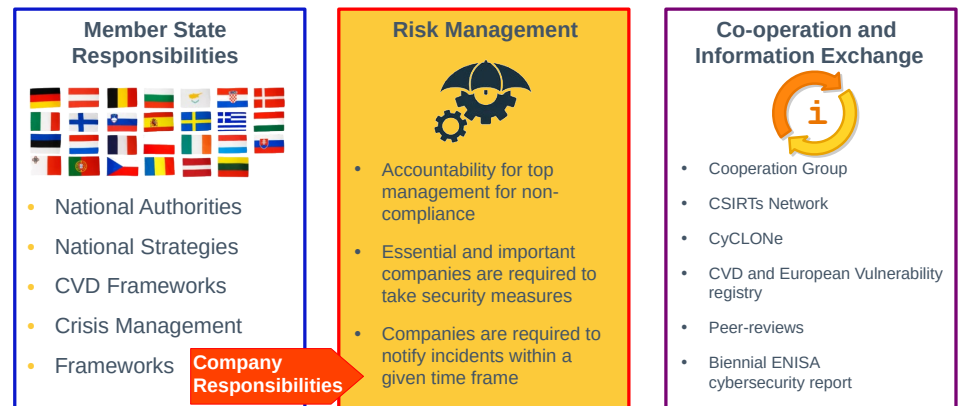 Member State
Responsibilities
• National Authorities
• National Strategies
• CVD Frameworks
• Crisis Management
• Frameworks
Company
Responsibilities
Risk Management
• Accountability for top
management for non-
compliance
• Essential and important
companies are required to
take security measures
• Companies are required to
notify incidents within a
given time frame
Co-operation and
Information Exchange
i
• Cooperation Group
• CSIRTs Network
• CyCLONe
• CVD and European Vulnerability
registry
• Peer-reviews
• Biennial ENISA
cybersecurity report